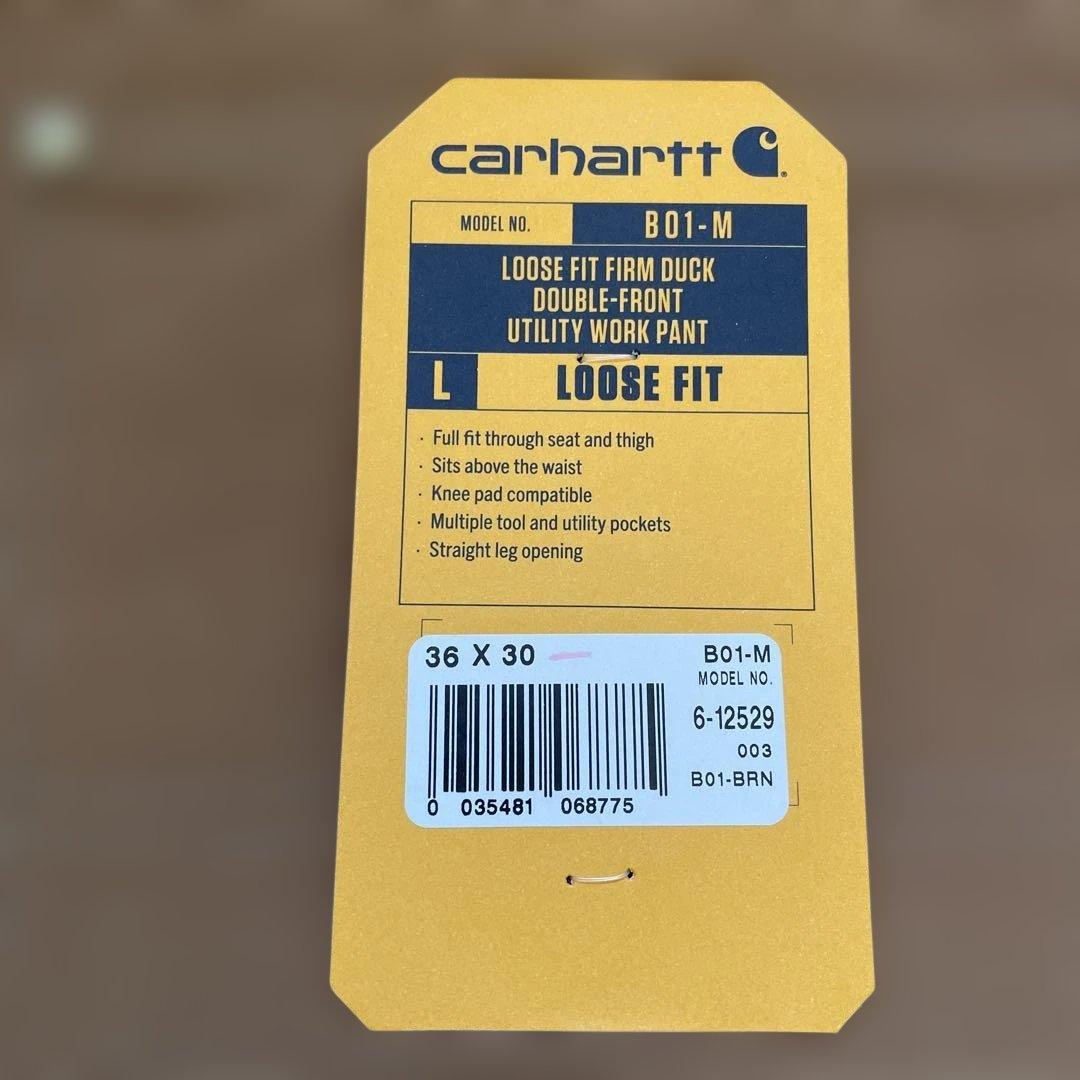 carhartt
MODEL NO. B01-M
LOOSE FIT FIRM DUCK
DOUBLE-FRONT
UTILITY WORK PANT
L LOOSE FIT
· Full fit through seat and thigh
· Sits above the waist
· Knee pad compatible
· Multiple tool and utility pockets
· Straight leg opening
36 X 30 B01-M
MODEL NO.
6-12529
003
B01-BRN
0 035481 068775